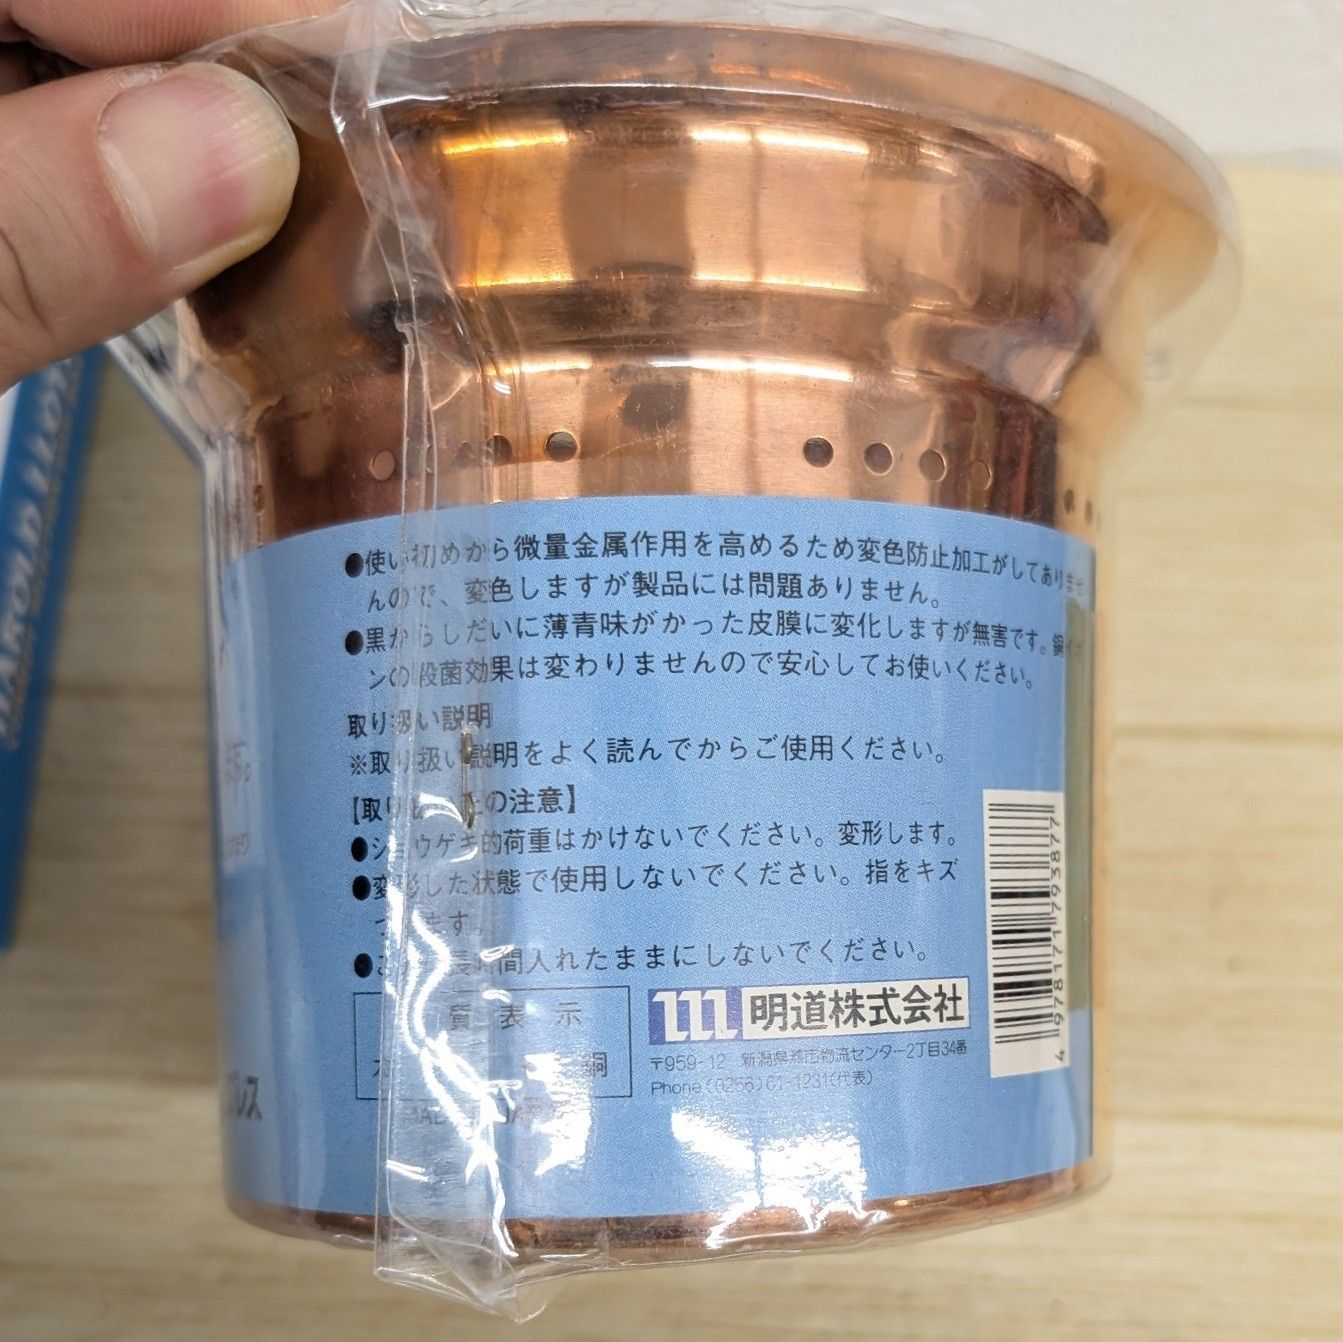 ●使い初めから微量金属作用を高めるため変色防止加工がしてありませ
んので、変色しますが製品には問題ありません。
●黒からしだいに薄青味がかった皮膜に変化しますが無害です。銅イオ
ンの殺菌効果は変わりませんので安心してお使いください。
取り扱い説明
※取り扱い説明をよく読んでからご使用ください。
【取り の注意】
●ショウゲキ的荷重はかけないでください。変形します。
●変形した状態で使用しないでください。指をキズ
つ ます。
● 長時間入れたままにしないでください。
質表示
銅
明道株式会社
〒959-12 新潟県燕市物流センター2丁目34番
Phone(0256)61-1231(代表)
4 978171 793877
HAROLD